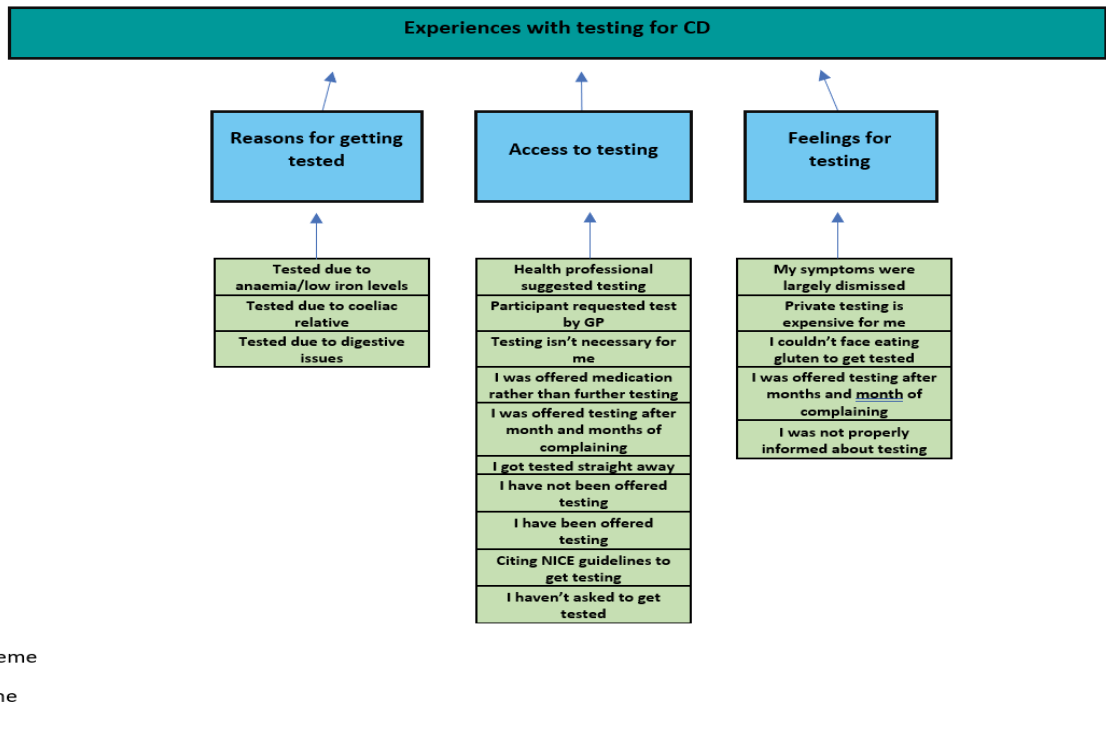 Experiences with testing for CD
Reasons for getting
tested
Access to testing
Feelings for
testing
Tested due to
anaemia/low iron levels
Tested due to coeliac
relative
Tested due to digestive
issues
Health professional
suggested testing
Participant requested test
by GP
Testing isn’t necessary for
me
I was offered medication
rather than further testing
I was offered testing after
month and months of
complaining
I got tested straight away
I have not been offered
testing
I have been offered
testing
Citing NICE guidelines to
get testing
I haven’t asked to get
tested
My symptoms were
largely dismissed
Private testing is
expensive for me
I couldn’t face eating
gluten to get tested
I was offered testing after
months and month of
complaining
I was not properly
informed about testing
eme
ne